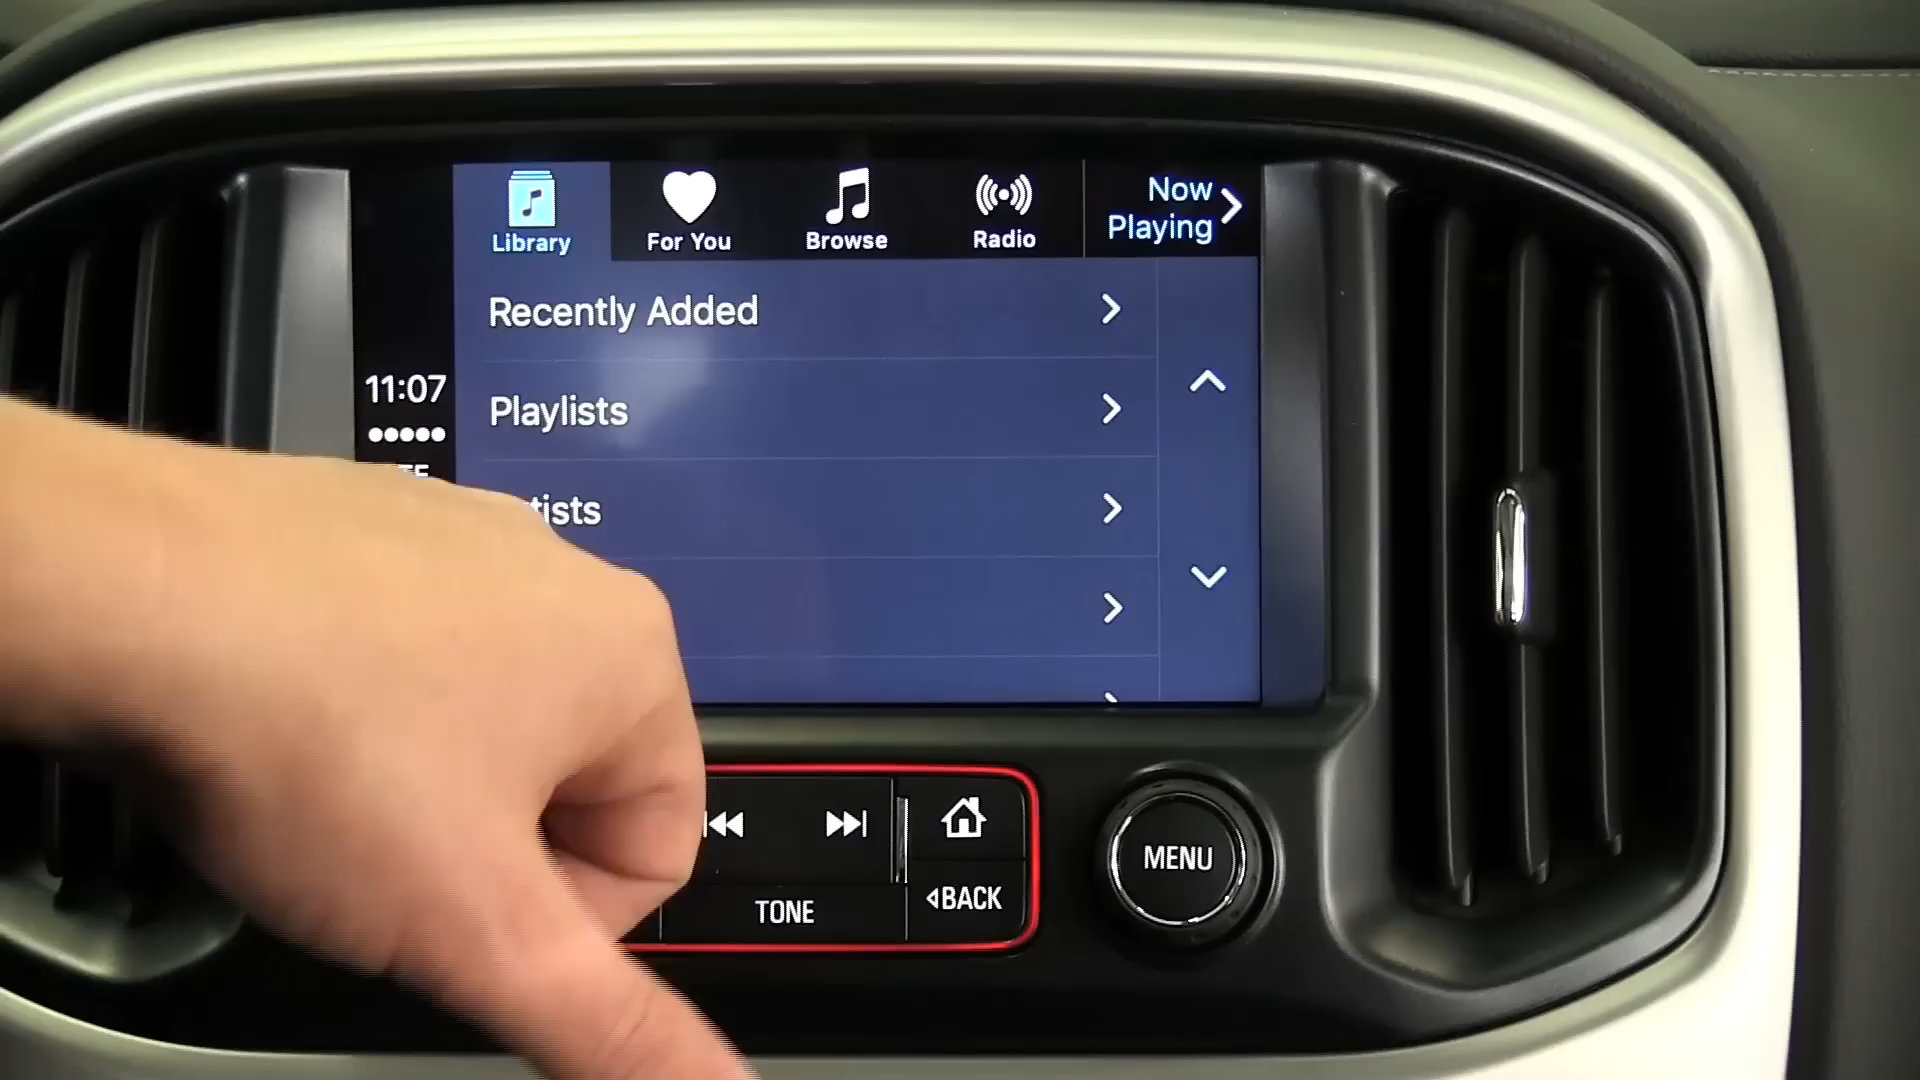 Library
For You
Browse
Radio
Now
Playing
Recently Added
11:07
Playlists
MENU
BACK
TONE